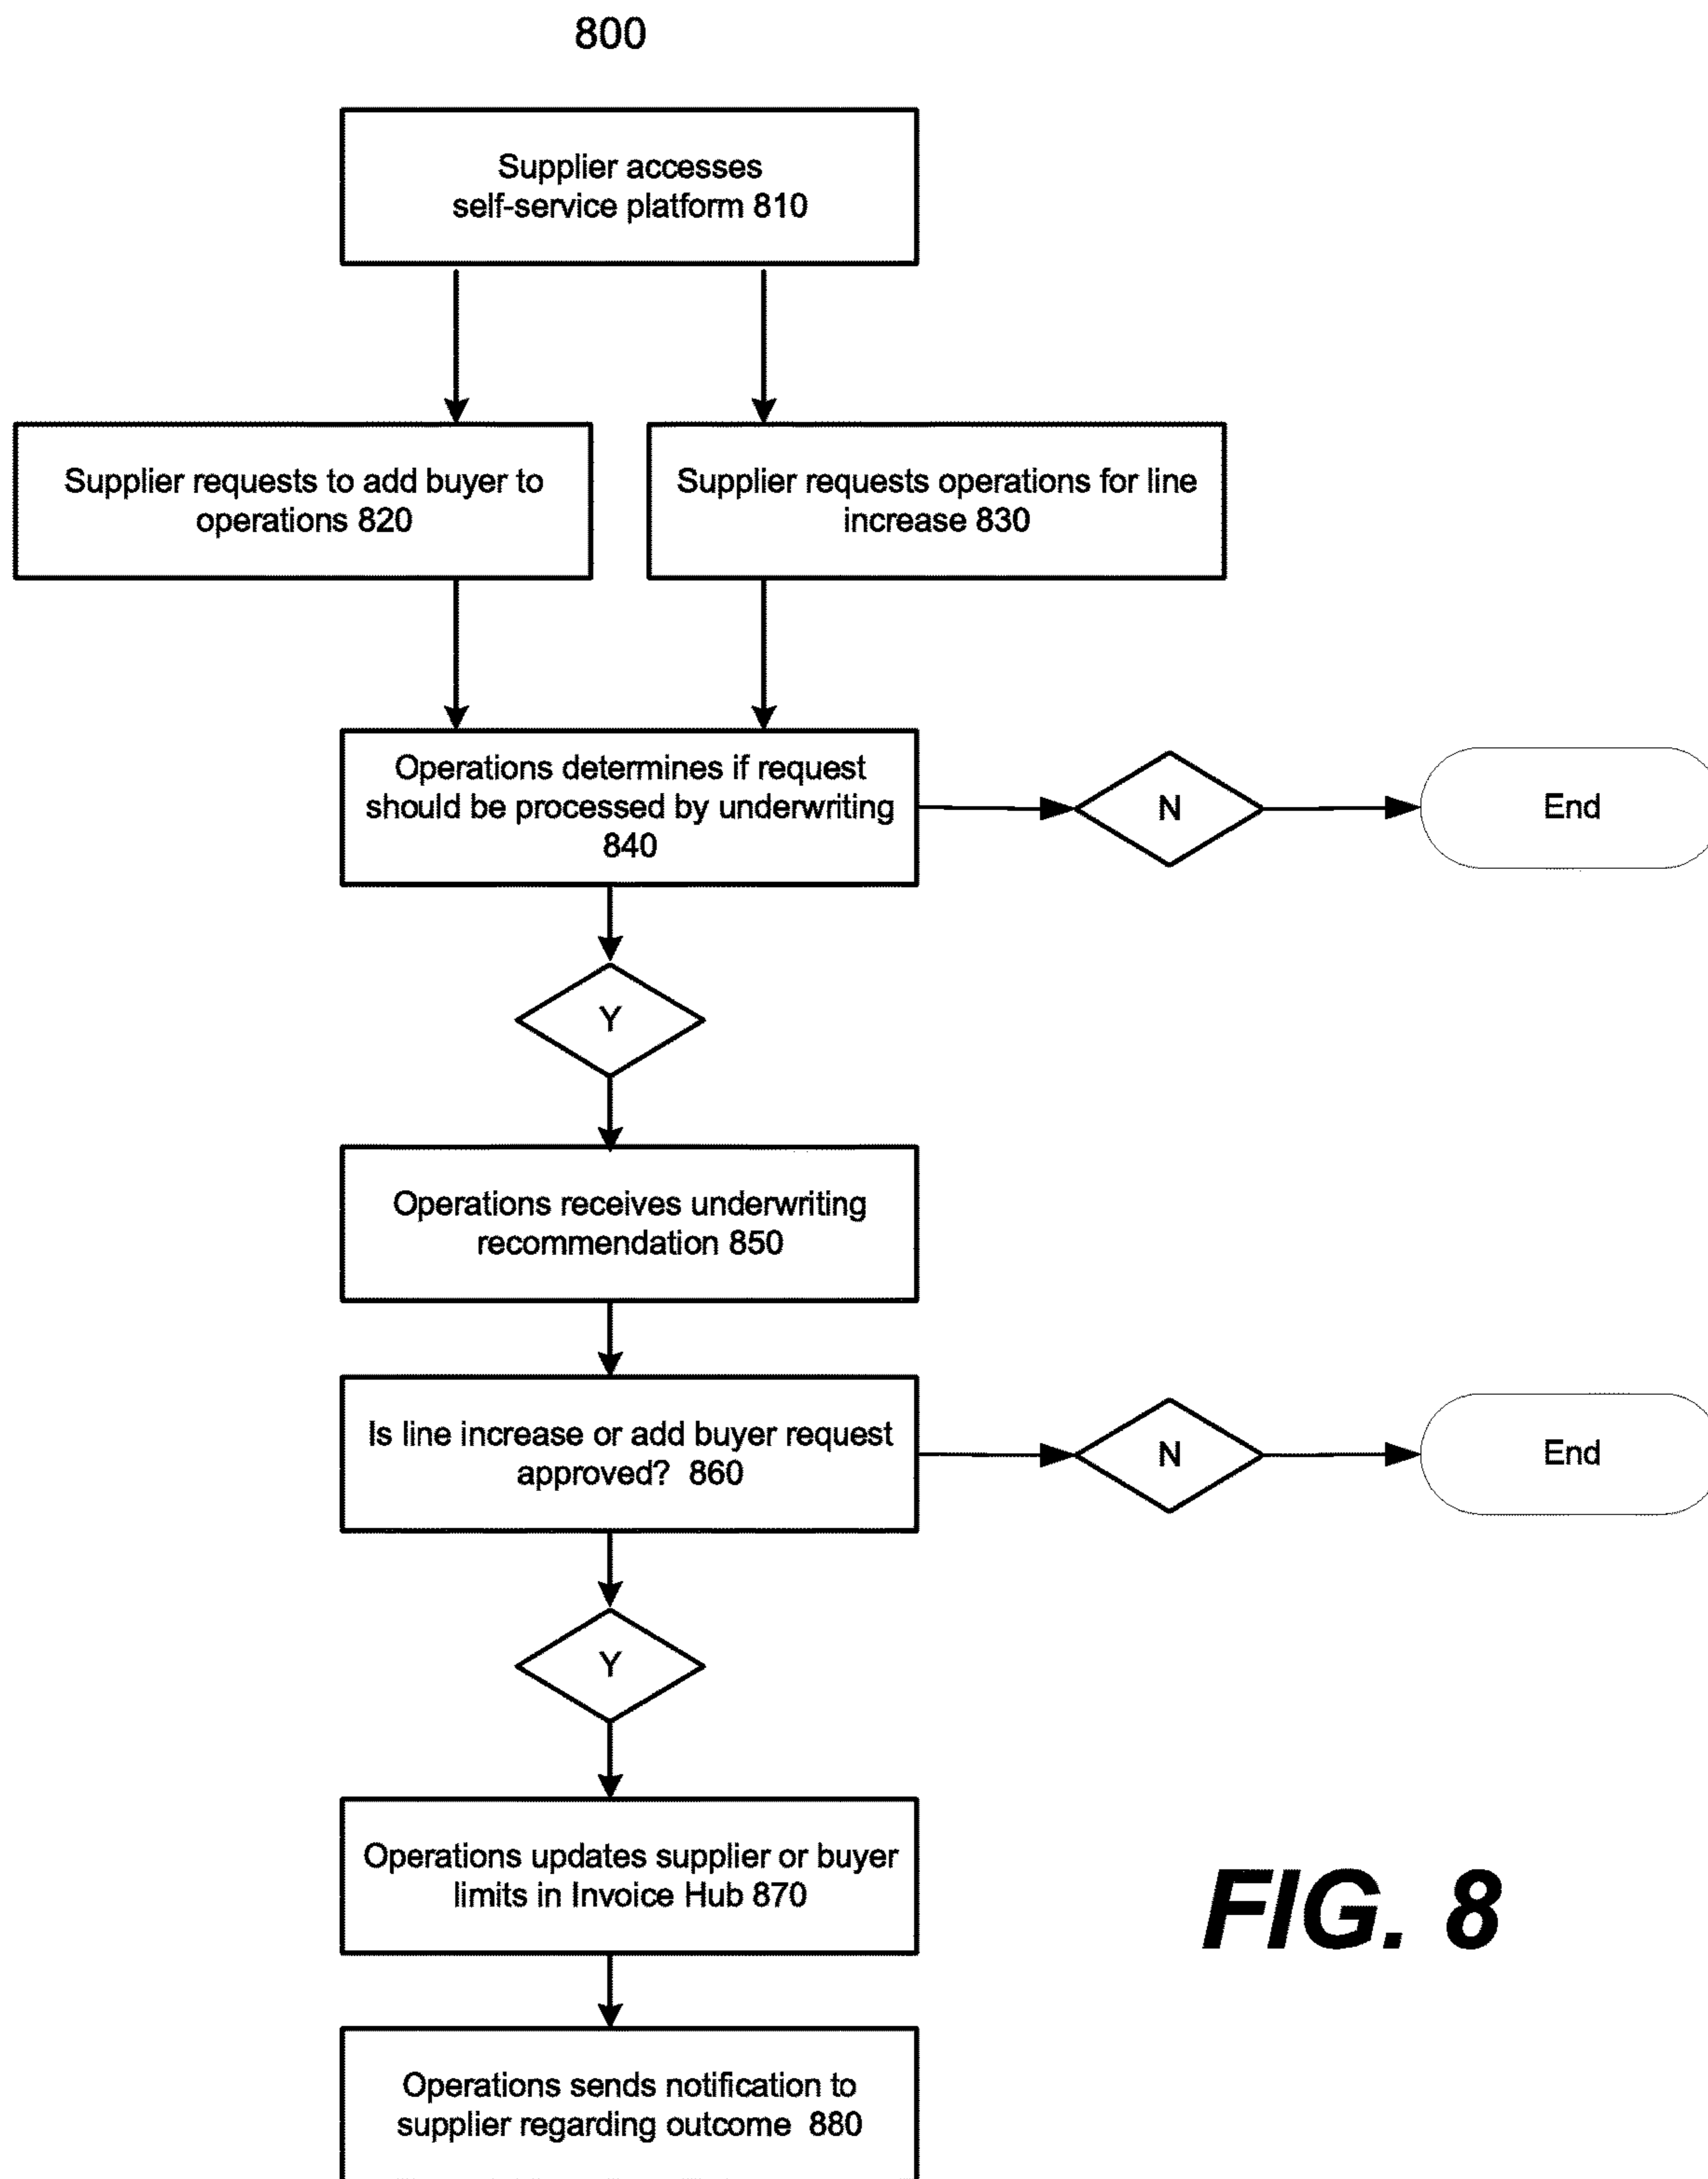 800
Supplier accesses
self-service platform 810
Supplier requests to add buyer to
operations 820
Supplier requests operations for line
increase 830
Operations determines if request
should be processed by underwriting
840
N
End
Y
Operations receives underwriting
recommendation 850
Is line increase or add buyer request
approved? 860
N
End
Y
Operations updates supplier or buyer
limits in Invoice Hub 870
FIG. 8
Operations sends notification to
supplier regarding outcome 880